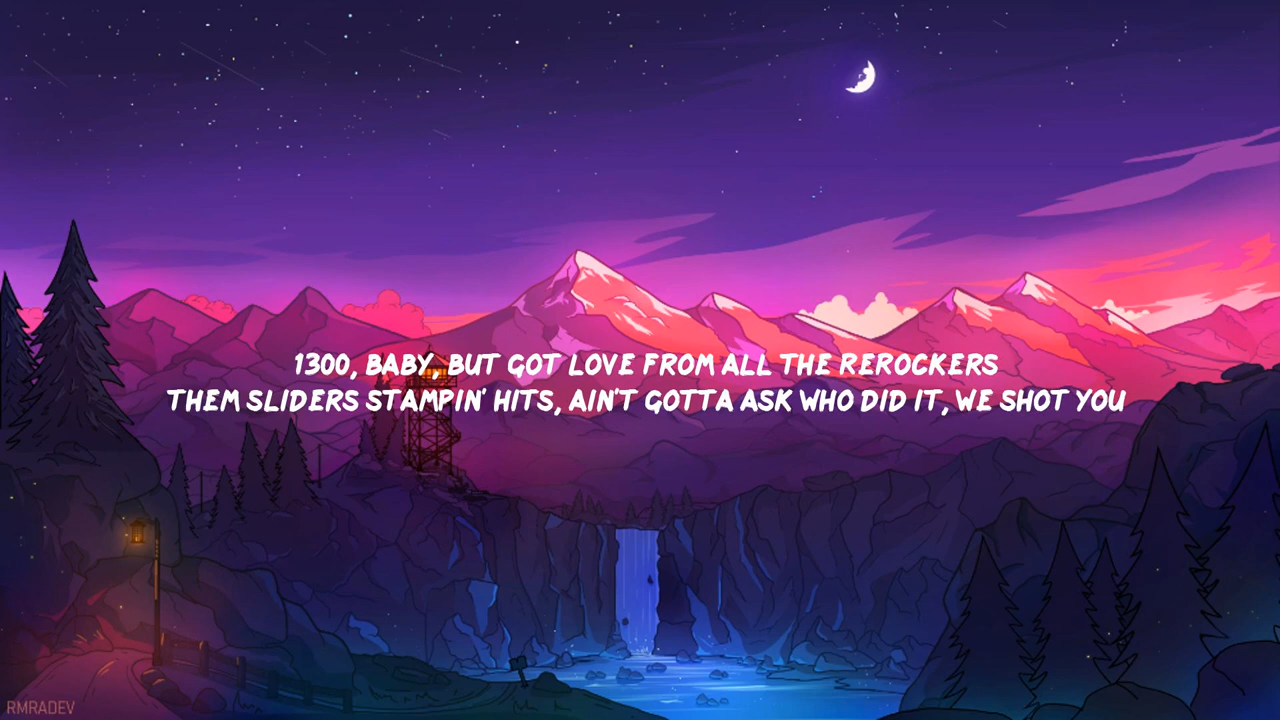 1300, BABY, BUT GOT LOVE FROM ALL THE REROCKERS
THEM SLIDERS STAMPIN' HITS, AIN'T GOTTA ASK WHO DID IT, WE SHOT YOU
RMRADEV